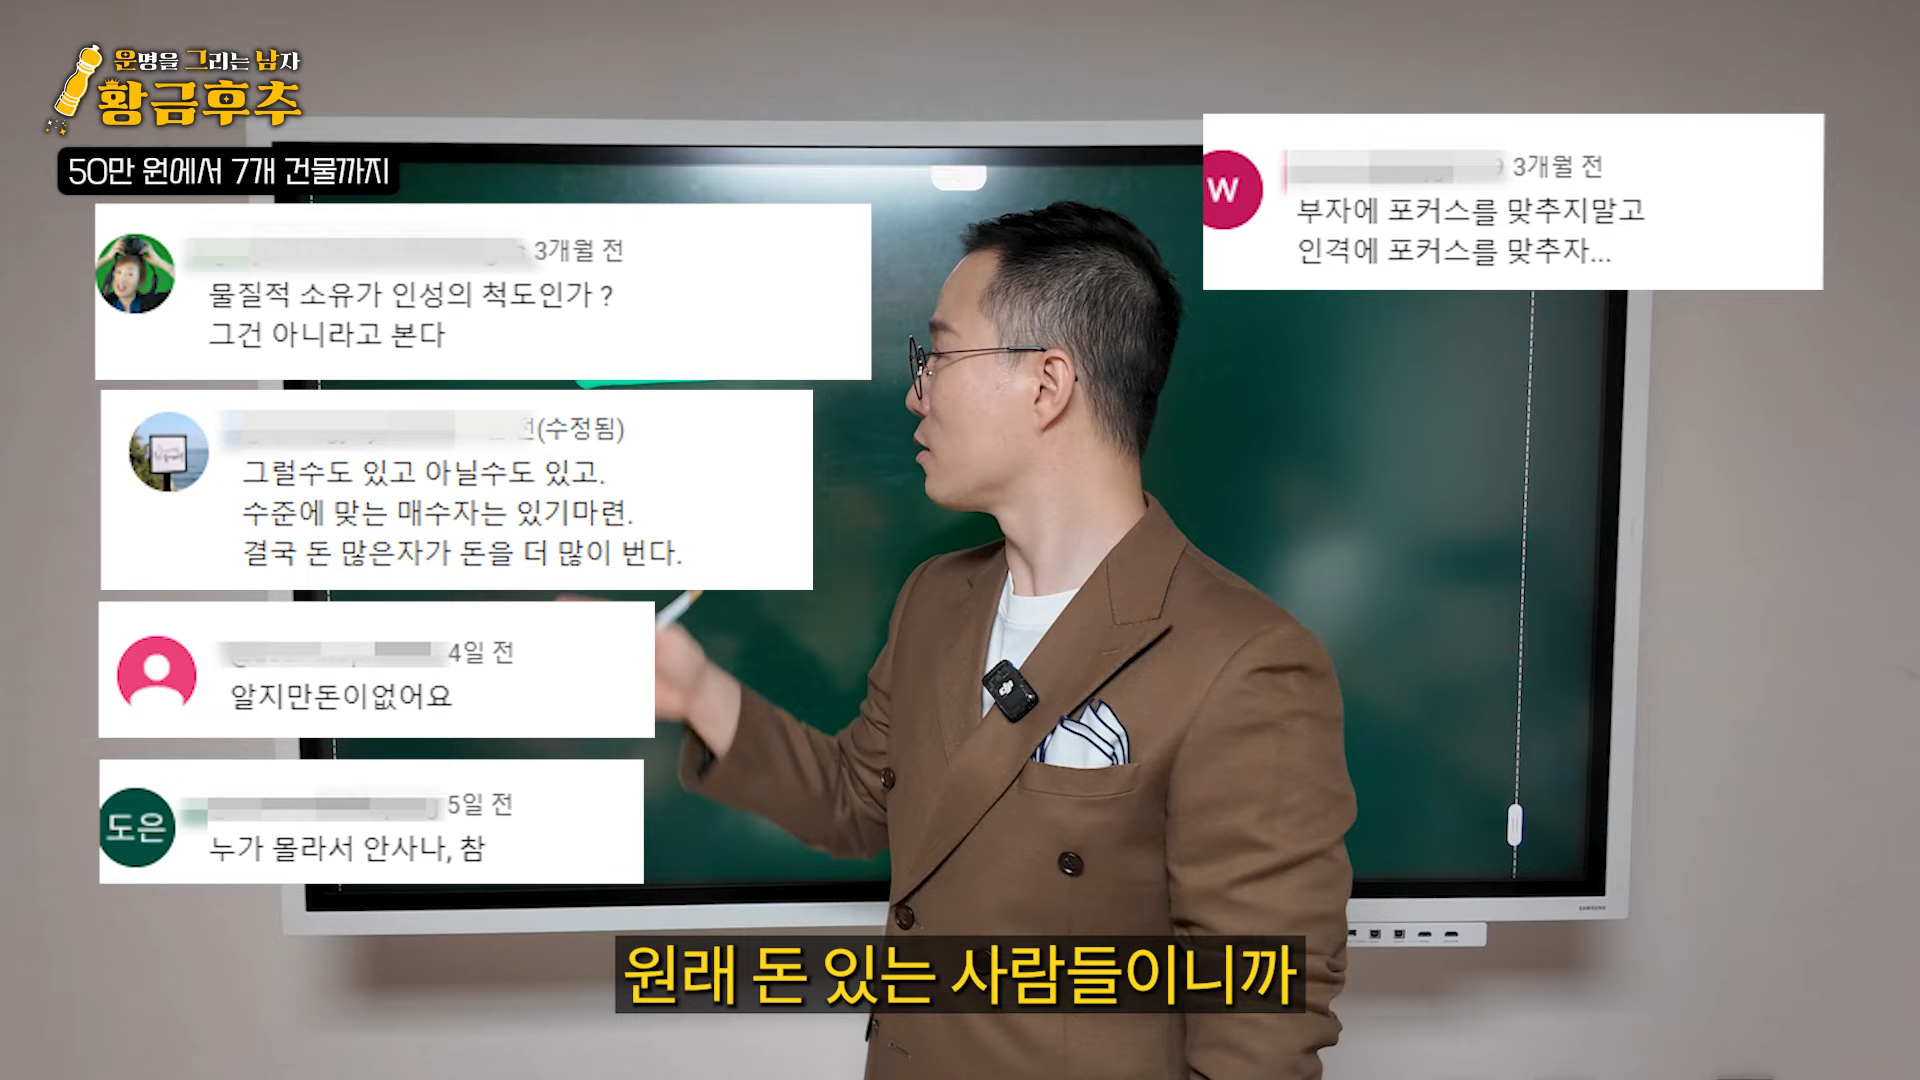 운명을 그리는 남자
황금후추
50만 원에서 7개 건물까지
3개월 전
물질적 소유가 인성의 척도인가 ?
그건 아니라고 본다
전(수정됨)
그럴수도 있고 아닐수도 있고.
수준에 맞는 매수자는 있기마련.
결국 돈 많은자가 돈을 더 많이 번다.
4일 전
알지만돈이없어요
도은
5일 전
누가 몰라서 안사나, 참
W
3개월 전
부자에 포커스를 맞추지말고
인격에 포커스를 맞추자...
dji
SAMSUNG
원래 돈 있는 사람들이니까